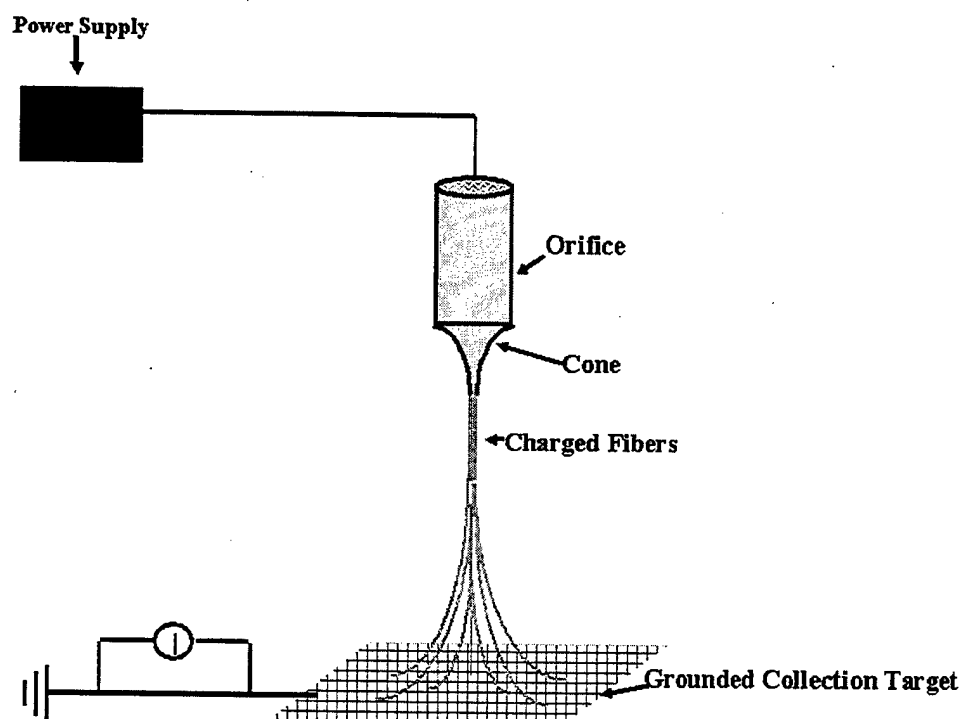 Power Supply
Orifice
Cone
Charged Fibers
Grounded Collection Target